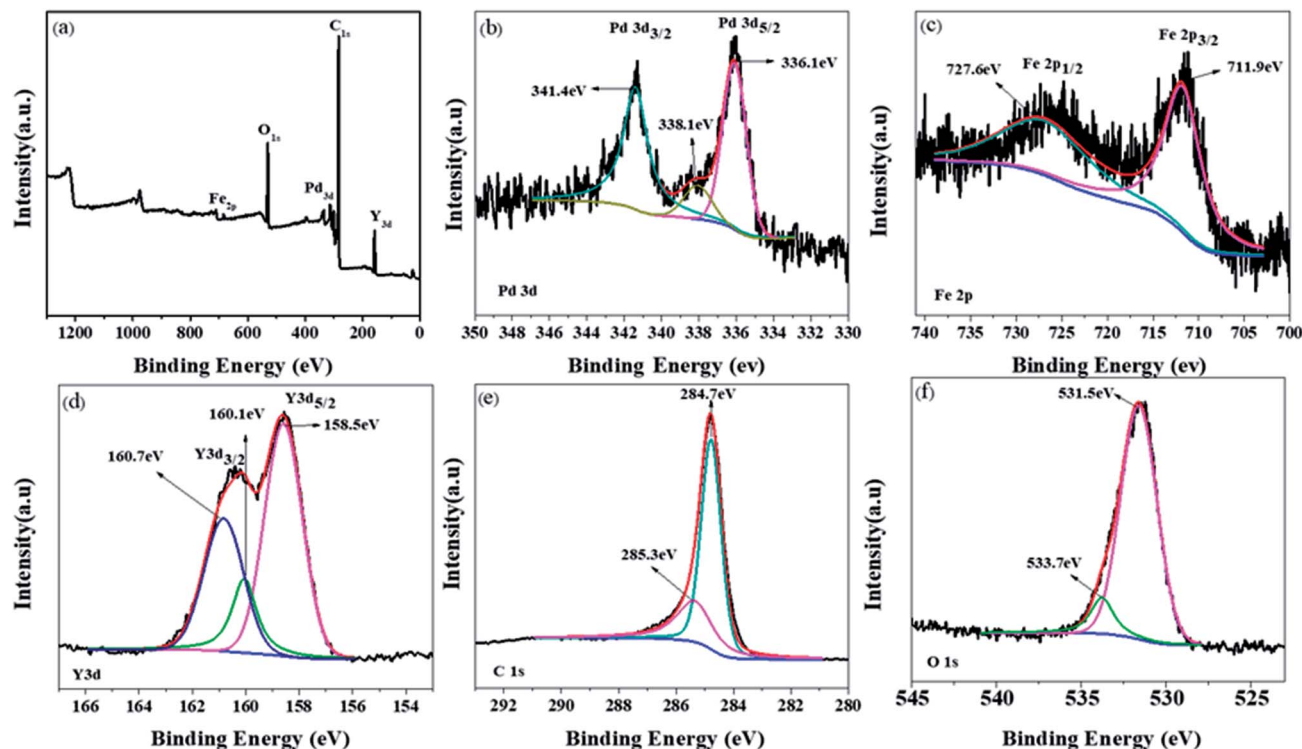 (a)
C1s
O1s
Fe2p
Pd3d
Y3d
Intensity(a.u.)
1200 1000 800 600 400 200 0
Binding Energy (eV)
(b)
Pd 3d3/2
Pd 3d5/2
341.4eV
336.1eV
338.1eV
Pd 3d
Intensity(a.u)
350 348 346 344 342 340 338 336 334 332 330
Binding Energy (ev)
(c)
Fe 2p3/2
727.6eV
Fe 2p1/2
711.9eV
Fe 2p
Intensity(a.u)
740 735 730 725 720 715 710 705 700
Binding Energy (ev)
(d)
Y3d5/2
160.1eV
158.5eV
160.7eV
Y3d3/2
Y3d
Intensity(a.u)
166 164 162 160 158 156 154
Binding Energy (eV)
(e)
284.7eV
285.3eV
C 1s
Intensity(a.u)
292 290 288 286 284 282 280
Binding Energy (eV)
(f)
531.5eV
533.7eV
O 1s
Intensity(a.u)
545 540 535 530 525
Binding Energy (eV)